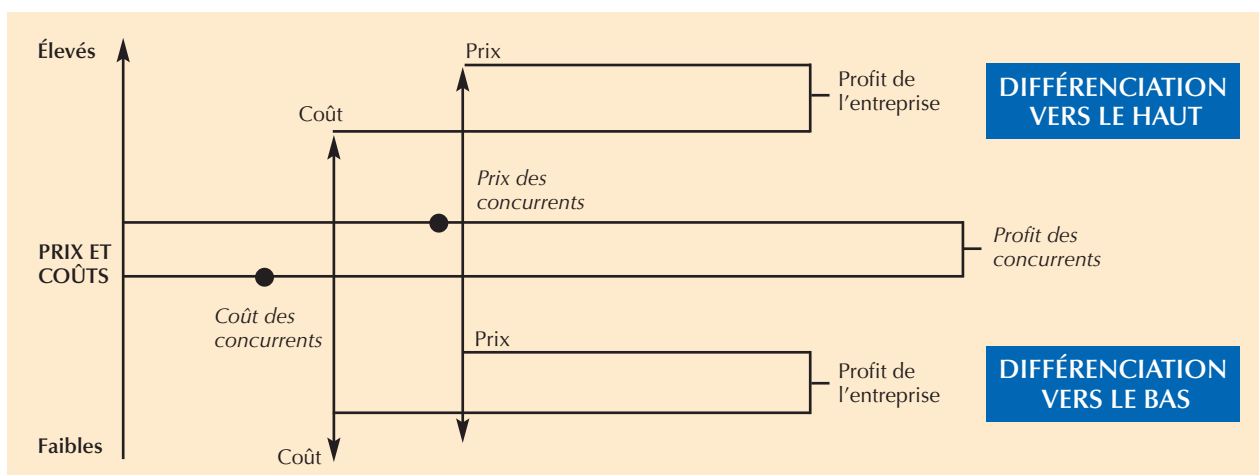 Élevés
Prix
Profit de
l’entreprise
DIFFÉRENCIATION
VERS LE HAUT
Coût
Prix des
concurrents
PRIX ET
COÛTS
Profit des
concurrents
Coût des
concurrents
Prix
Profit de
l’entreprise
DIFFÉRENCIATION
VERS LE BAS
Faibles
Coût